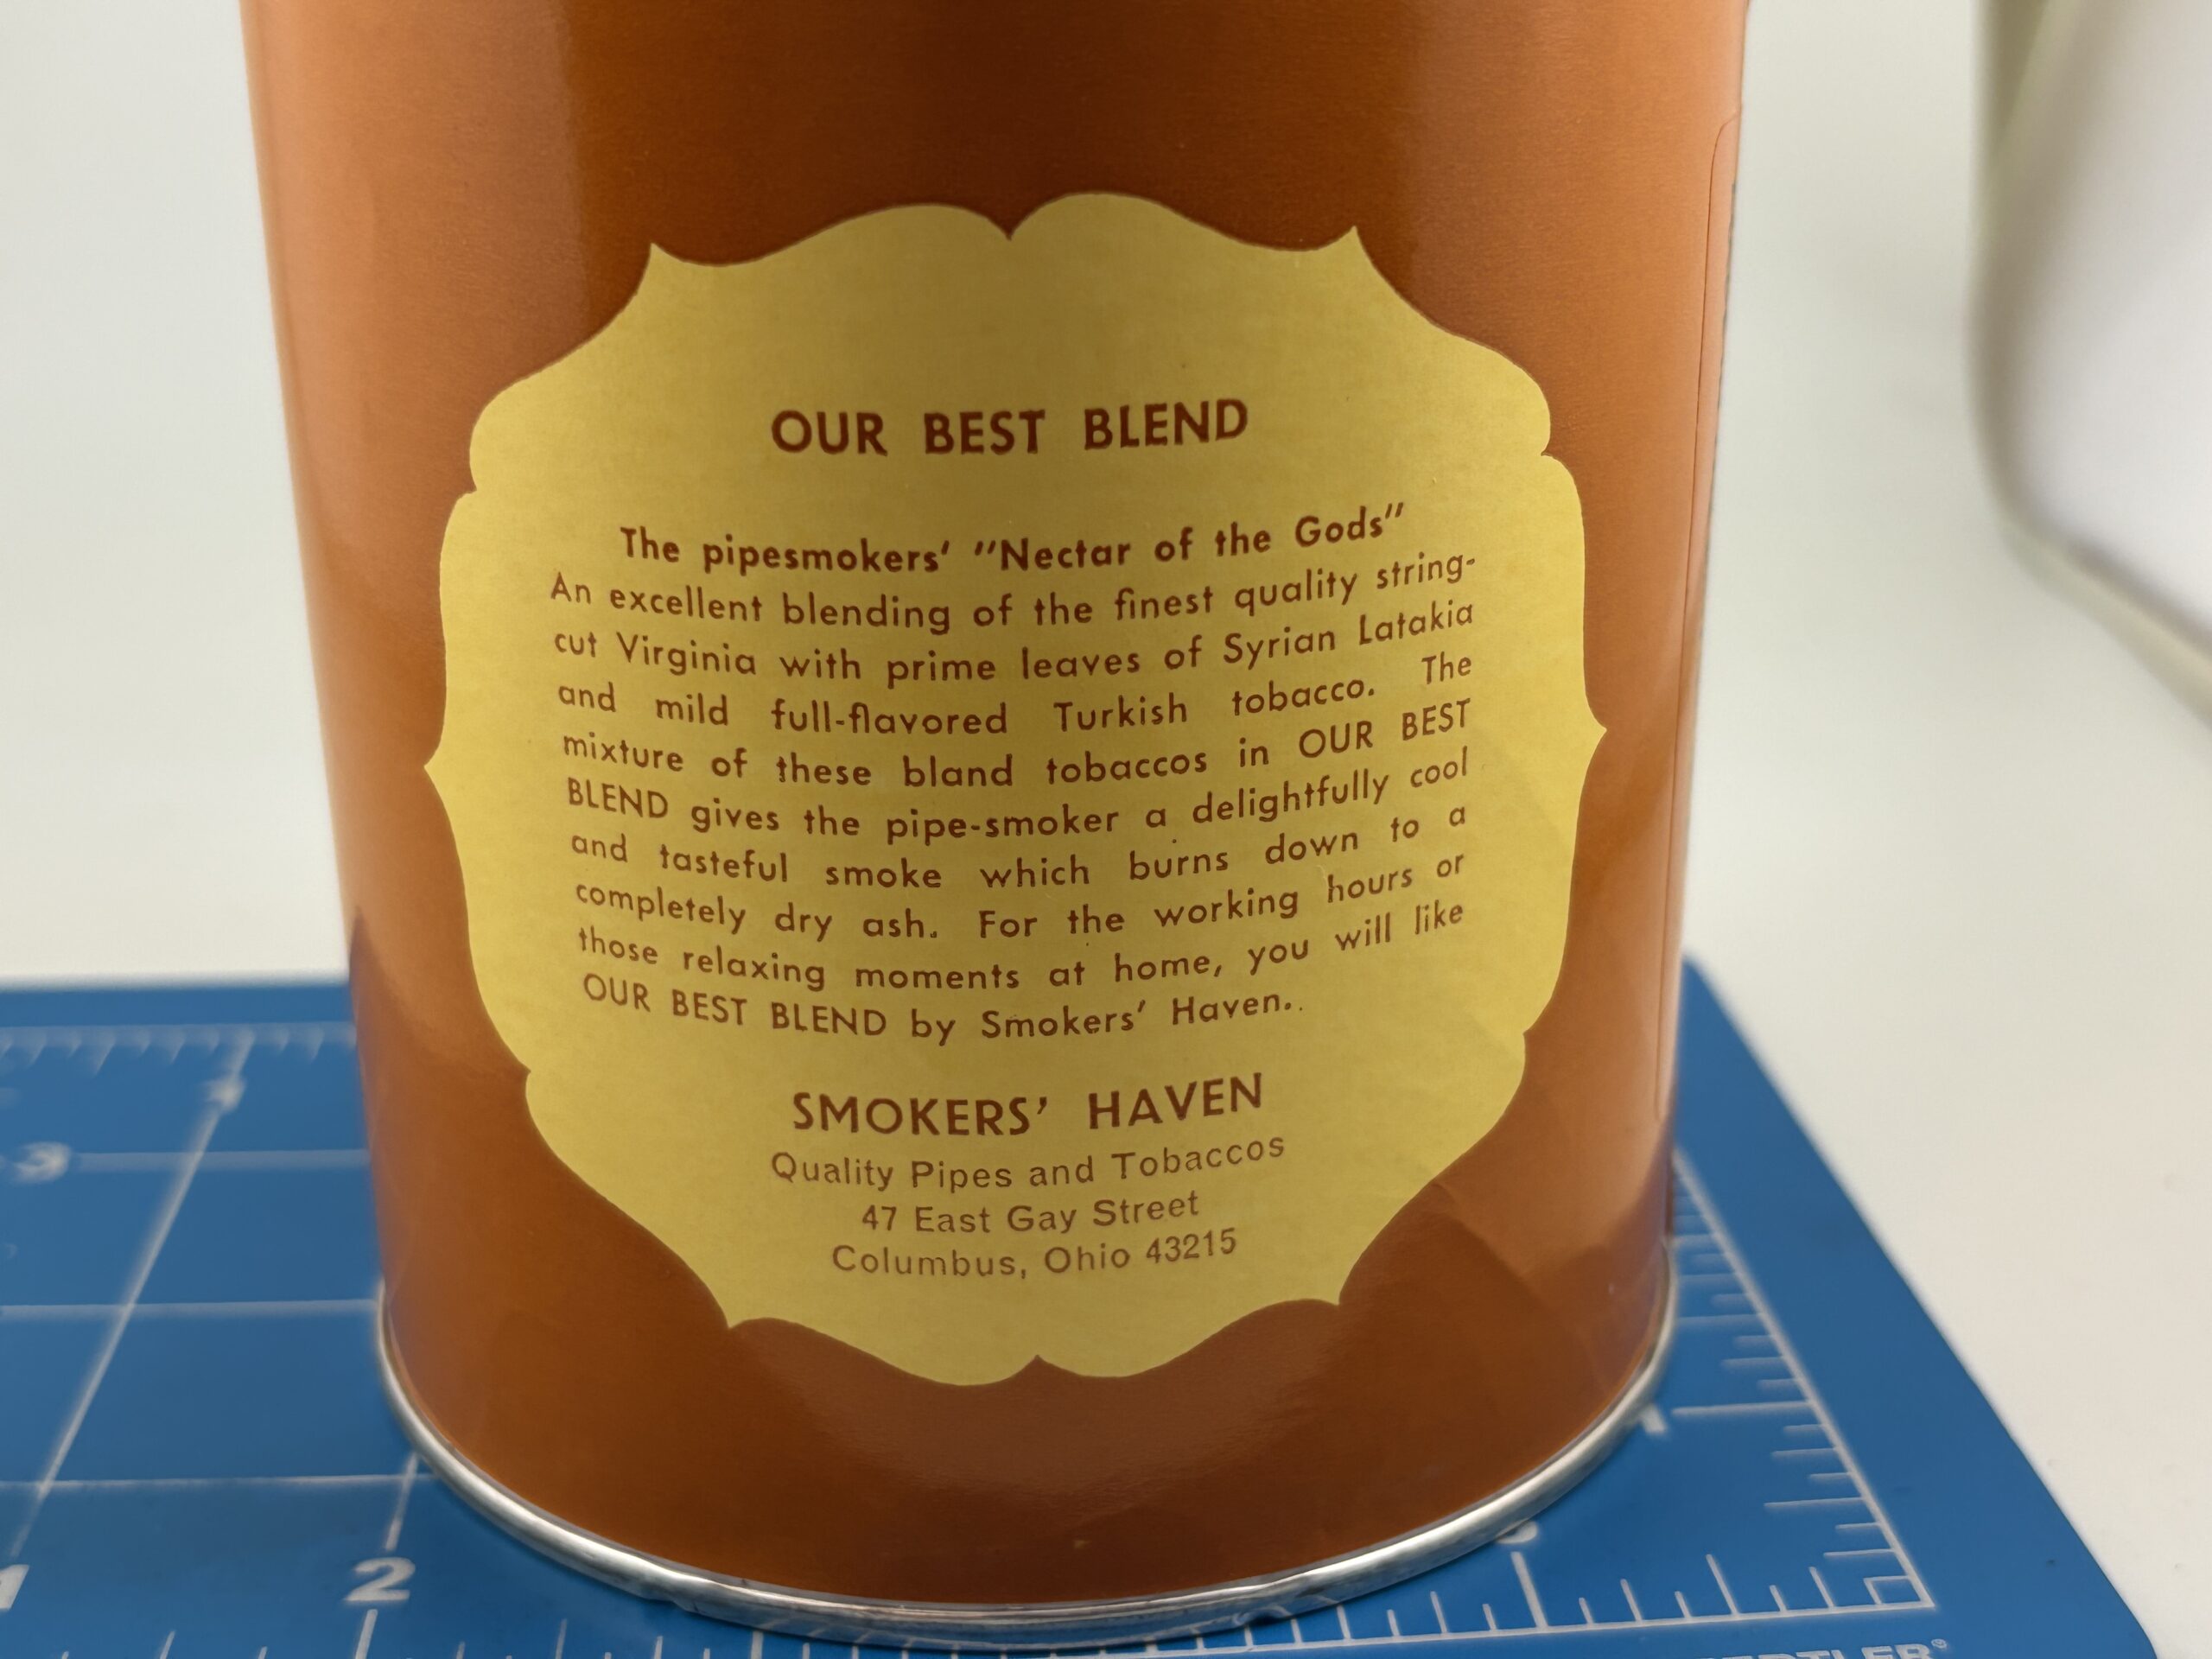 OUR BEST BLEND
The pipesmokers' "Nectar of the Gods"
An excellent blending of the finest quality string-
cut Virginia with prime leaves of Syrian Latakia
and mild full-flavored Turkish tobacco. The
mixture of these bland tobaccos in OUR BEST
BLEND gives the pipe-smoker a delightfully cool
and tasteful smoke which burns down to a
completely dry ash. For the working hours or
those relaxing moments at home, you will like
OUR BEST BLEND by Smokers' Haven.
SMOKERS' HAVEN
Quality Pipes and Tobaccos
47 East Gay Street
Columbus, Ohio 43215
2